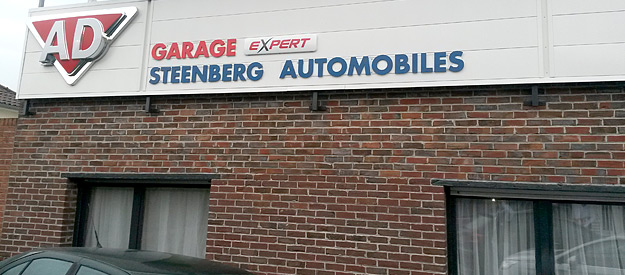 AD
GARAGE EXPERT
STEENBERG AUTOMOBILES